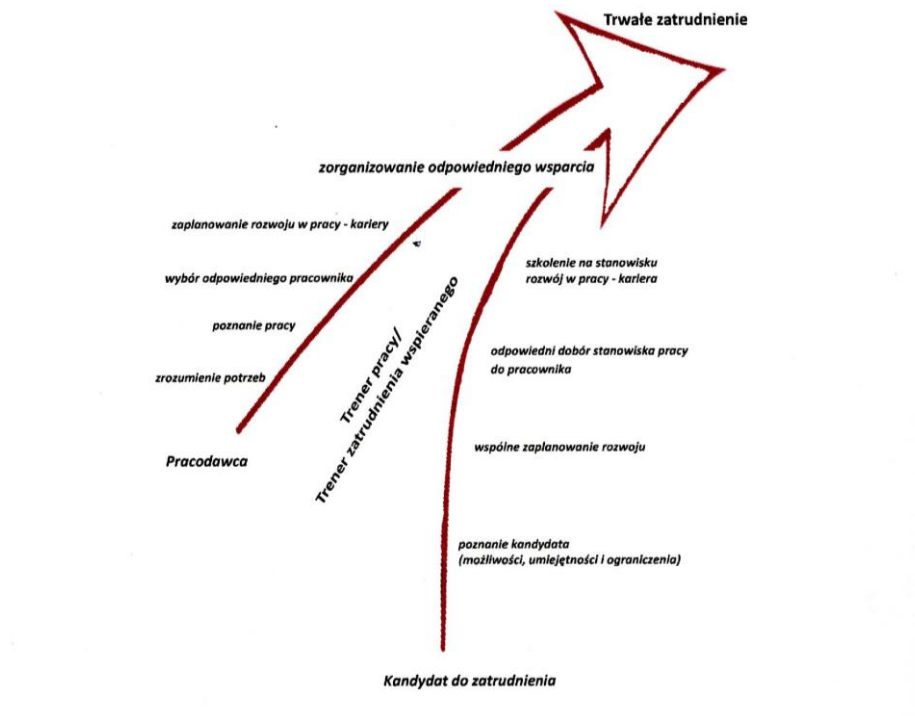 Trwałe zatrudnienie
zorganizowanie odpowiedniego wsparcia
zaplanowanie rozwoju w pracy - kariery
wybór odpowiedniego pracownika
poznanie pracy
zrozumienie potrzeb
Pracodawca
Trener pracy/
Trener zatrudnienia wspieranego
szkolenie na stanowisku
rozwój w pracy - kariera
odpowiedni dobór stanowiska pracy
do pracownika
wspólne zaplanowanie rozwoju
poznanie kandydata
(możliwości, umiejętności i ograniczenia)
Kandydat do zatrudnienia